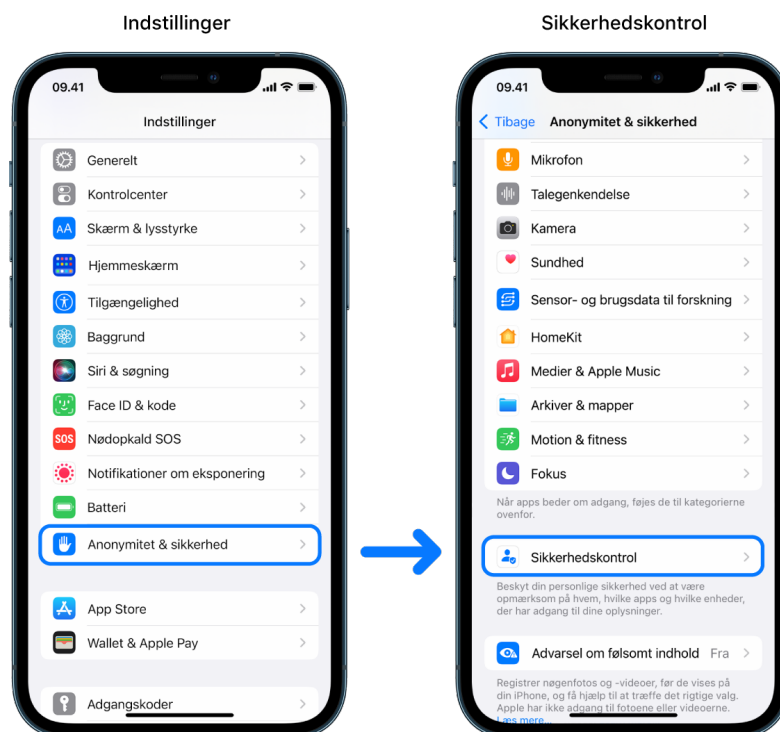 Indstillinger
09.41
Indstillinger
Generelt
Kontrolcenter
AA
Skærm & lysstyrke
Hjemmeskærm
Tilgængelighed
Baggrund
Siri & søgning
Face ID & kode
SOS
Nødopkald SOS
Notifikationer om eksponering
Batteri
Anonymitet & sikkerhed
App Store
Wallet & Apple Pay
Adgangskoder
Sikkerhedskontrol
09.41
Tibage
Anonymitet & sikkerhed
Mikrofon
Talegenkendelse
Kamera
Sundhed
Sensor- og brugsdata til forskning
HomeKit
Medier & Apple Music
Arkiver & mapper
Motion & fitness
Fokus
Når apps beder om adgang, føjes de til kategorierne
ovenfor.
Sikkerhedskontrol
Beskyt din personlige sikkerhed ved at være
opmærksom på hvem, hvilke apps og hvilke enheder,
der har adgang til dine oplysninger.
Advarsel om følsomt indhold Fra
Registrer nøgenfotos og -videoer, før de vises på
din iPhone, og få hjælp til at træffe det rigtige valg.
Apple har ikke adgang til fotoene eller videoerne.
Læs mere...